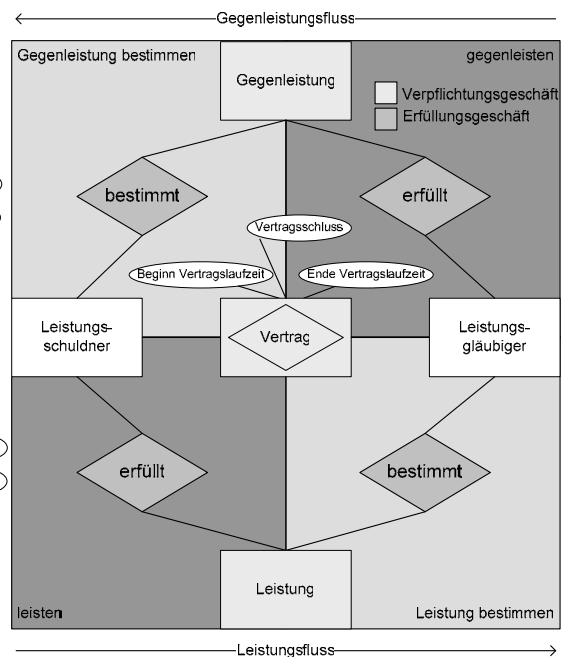 Gegenleistungsfluss
Gegenleistung bestimmen
gegenleisten
Gegenleistung
Verpflichtungsgeschäft
Erfüllungsgeschäft
bestimmt
erfüllt
Vertragsschluss
Beginn Vertragslaufzeit
Ende Vertragslaufzeit
Leistungs-
schuldner
Vertrag
Leistungs-
gläubiger
erfüllt
bestimmt
Leistung
leisten
Leistung bestimmen
Leistungsfluss